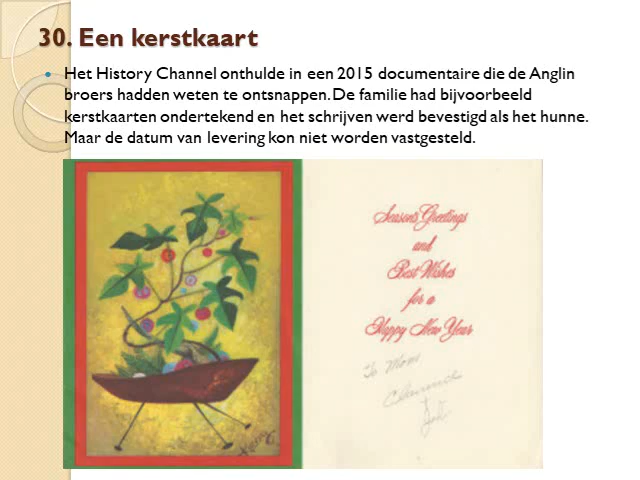 30. Een kerstkaart
Het History Channel onthulde in een 2015 documentaire die de Anglin
broers hadden weten te ontsnappen. De familie had bijvoorbeeld
kerstkaarten ondertekend en het schrijven werd bevestigd als het hunne.
Maar de datum van levering kon niet worden vastgesteld.
Season's Greetings
and
Best Wishes
for a
Happy New Year
To Mom